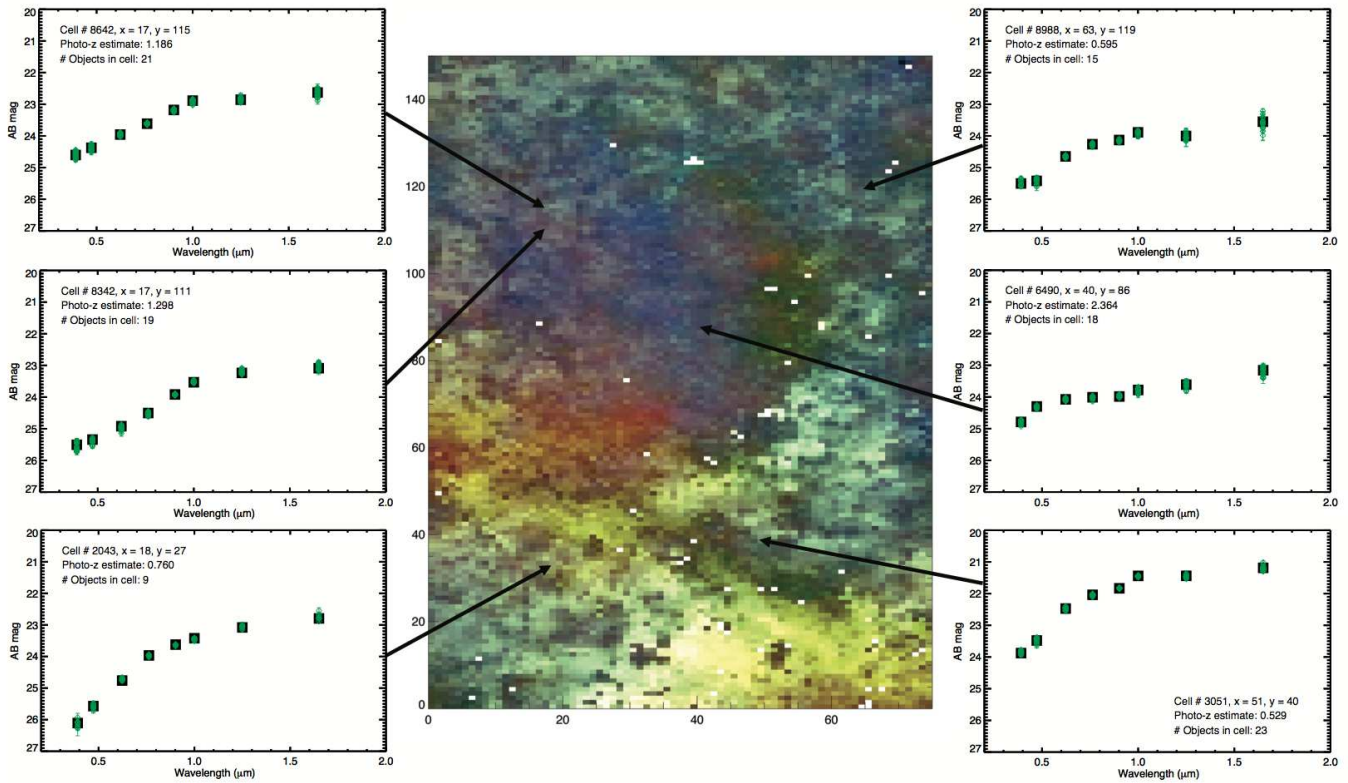 Cell # 8642, x = 17, y = 115
Photo-z estimate: 1.186
# Objects in cell: 21
20
21
22
23
24
25
26
27
AB mag
0.5
1.0
1.5
2.0
Wavelength (μm)
Cell # 8342, x = 17, y = 111
Photo-z estimate: 1.298
# Objects in cell: 19
20
21
22
23
24
25
26
27
AB mag
0.5
1.0
1.5
2.0
Wavelength (μm)
Cell # 2043, x = 18, y = 27
Photo-z estimate: 0.760
# Objects in cell: 9
20
21
22
23
24
25
26
27
AB mag
0.5
1.0
1.5
2.0
Wavelength (μm)
140
120
100
80
60
40
20
0
0
20
40
60
Cell # 8988, x = 63, y = 119
Photo-z estimate: 0.595
# Objects in cell: 15
20
21
22
23
24
25
26
27
AB mag
0.5
1.0
1.5
2.0
Wavelength (μm)
Cell # 6490, x = 40, y = 86
Photo-z estimate: 2.364
# Objects in cell: 18
20
21
22
23
24
25
26
27
AB mag
0.5
1.0
1.5
2.0
Wavelength (μm)
20
21
22
23
24
25
26
27
AB mag
Cell # 3051, x = 51, y = 40
Photo-z estimate: 0.529
# Objects in cell: 23
0.5
1.0
1.5
2.0
Wavelength (μm)